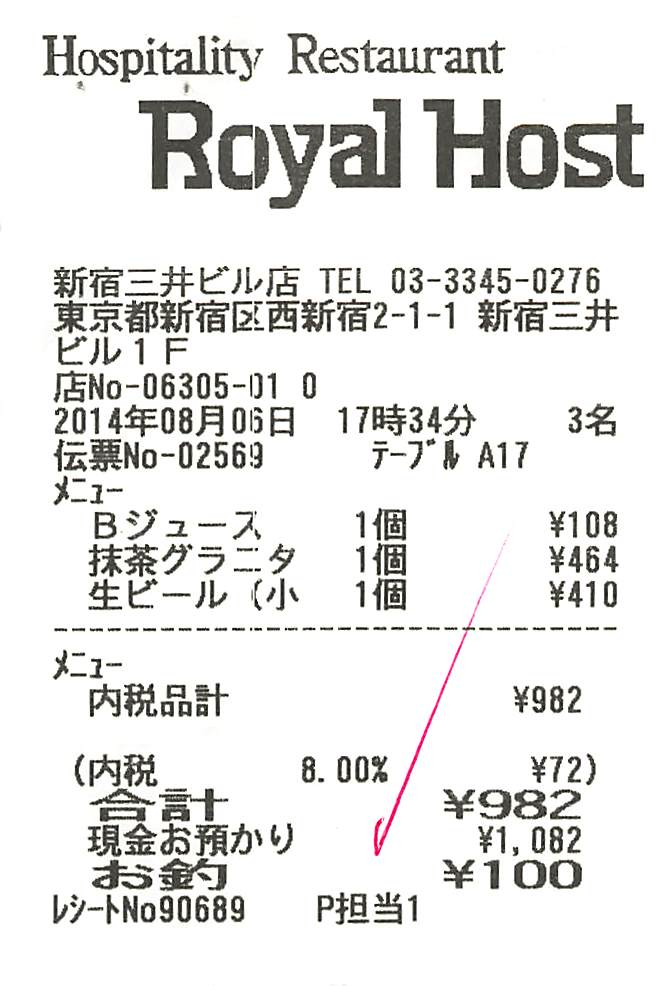 Hospitality Restaurant
Royal Host
新宿三井ビル店 TEL 03-3345-0276
東京都新宿区西新宿2-1-1 新宿三井
ビル1F
店No-06305-01 0
2014年08月06日 17時34分 3名
伝票No-02569 テーブル A17
メニュー
Bジュース 1個 ¥108
抹茶グラニタ 1個 ¥464
生ビール (小 1個 ¥410
メニュー
内税品計 ¥982
(内税 8.00% ¥72)
合計 ¥982
現金お預かり ¥1,082
お釣 ¥100
レシートNo90689 P担当1